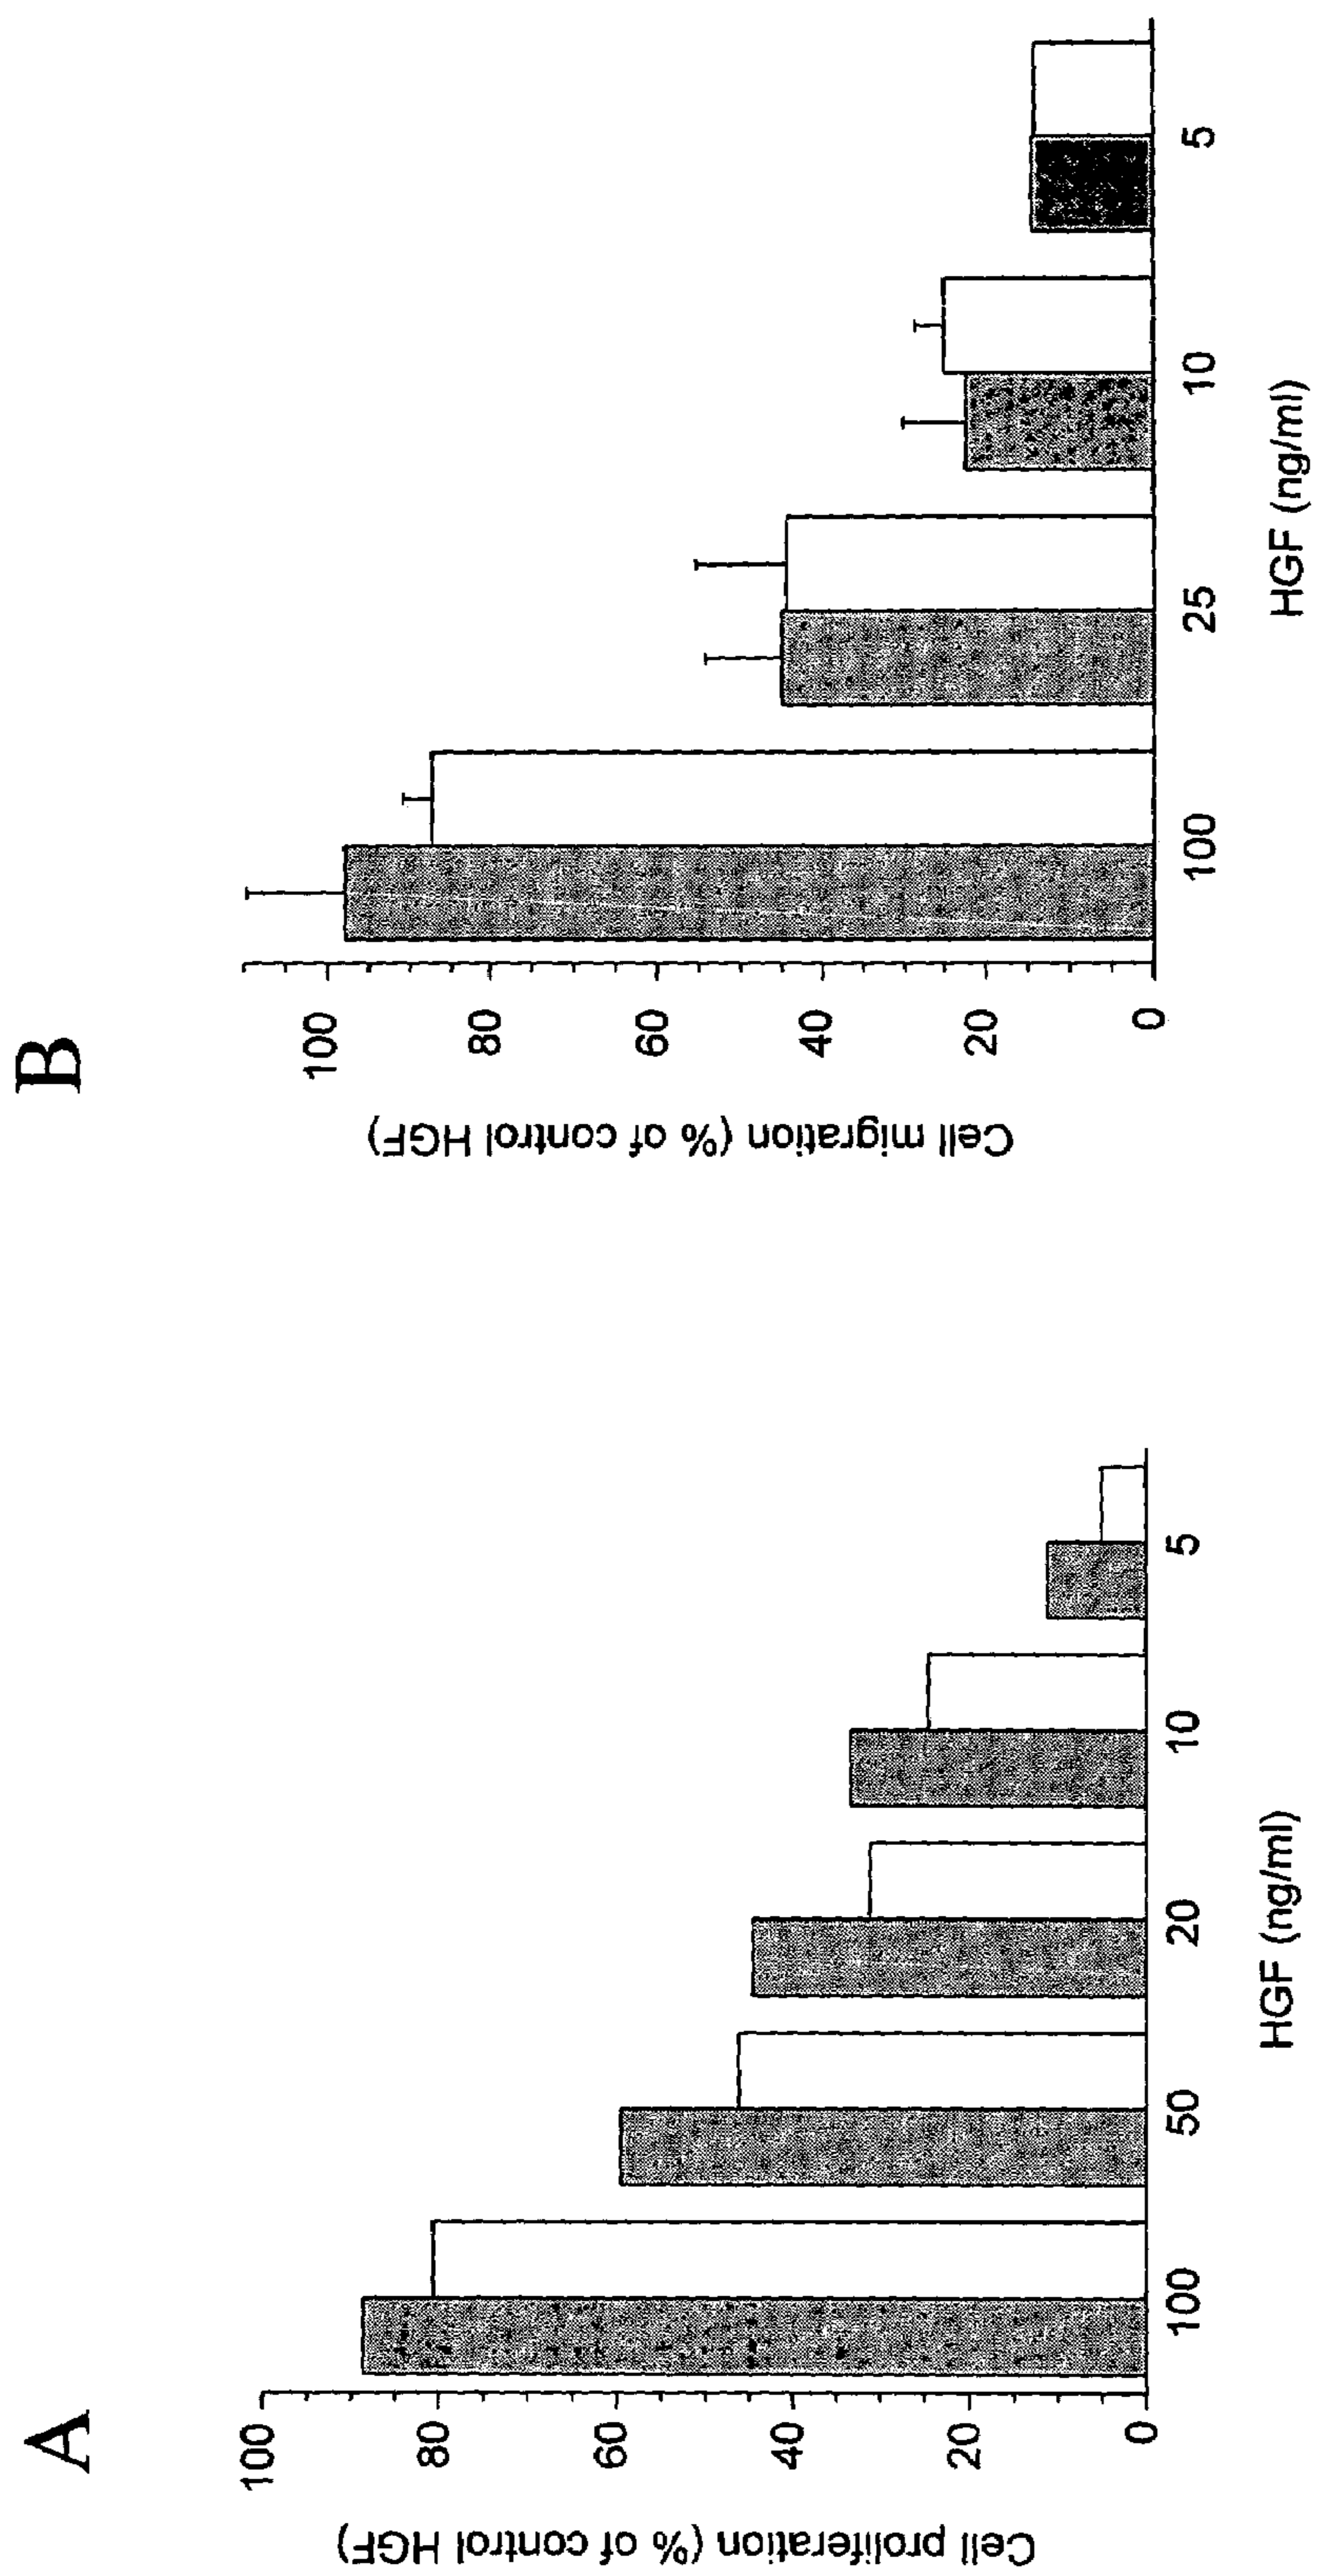 A
Cell proliferation (% of control HGF)
100
80
60
40
20
0
100 50 20 10 5
HGF (ng/ml)
B
Cell migration (% of control HGF)
100
80
60
40
20
0
100 25 10 5
HGF (ng/ml)